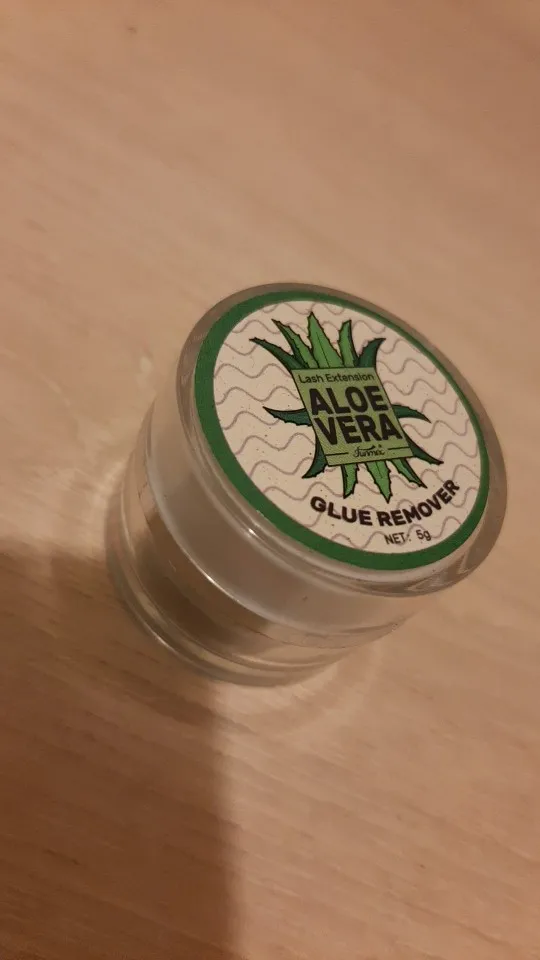 Lash Extension
ALOE
VERA
GLUE REMOVER
NET: 5g